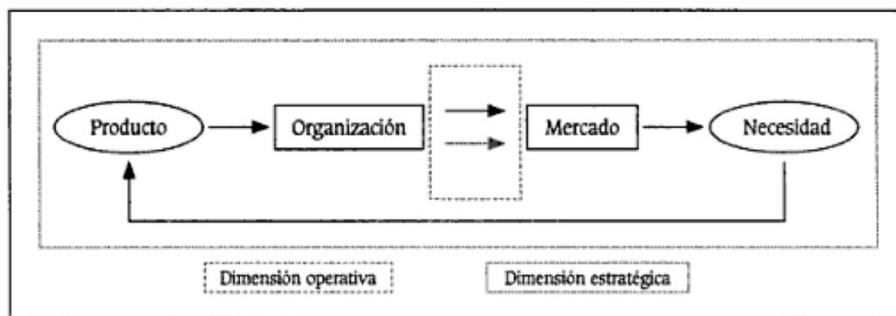 Producto Organización Mercado Necesidad
Dimensión operativa Dimensión estratégica